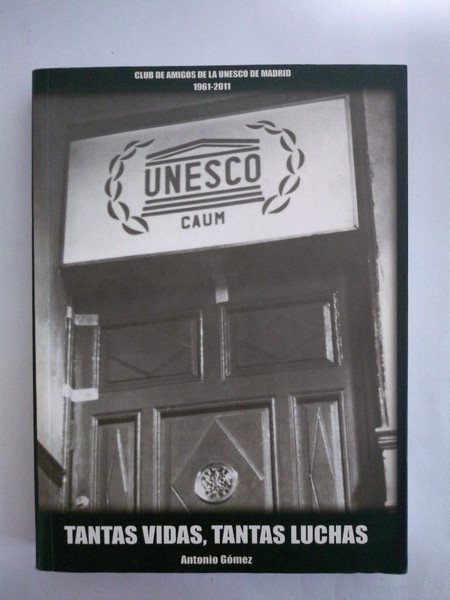 CLUB DE AMIGOS DE LA UNESCO DE MADRID
1961-2011
UNESCO
CAUM
TANTAS VIDAS, TANTAS LUCHAS
Antonio Gómez